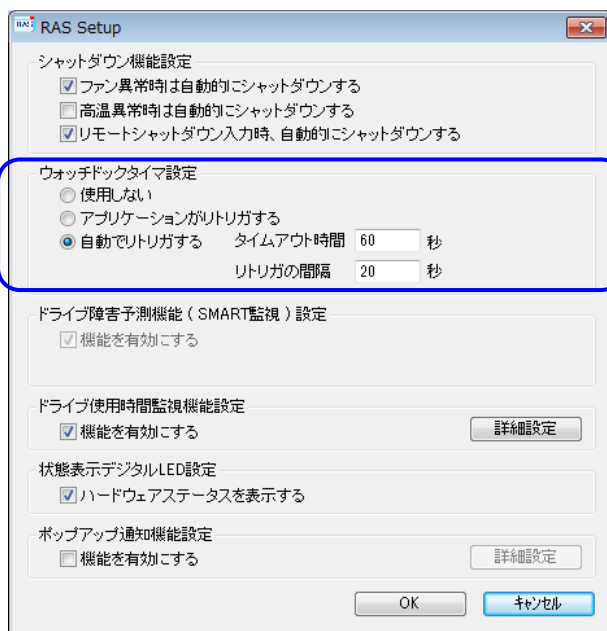 RAS Setup
シャットダウン機能設定
ファン異常時は自動的にシャットダウンする
高温異常時は自動的にシャットダウンする
リモートシャットダウン入力時、自動的にシャットダウンする
ウォッチドックタイマ設定
使用しない
アプリケーションがリトリガする
自動でリトリガする タイムアウト時間 60 秒
リトリガの間隔 20 秒
ドライブ障害予測機能(SMART監視)設定
機能を有効にする
ドライブ使用時間監視機能設定
機能を有効にする 詳細設定
状態表示デジタルLED設定
ハードウェアステータスを表示する
ポップアップ通知機能設定
機能を有効にする 詳細設定
OK キャンセル